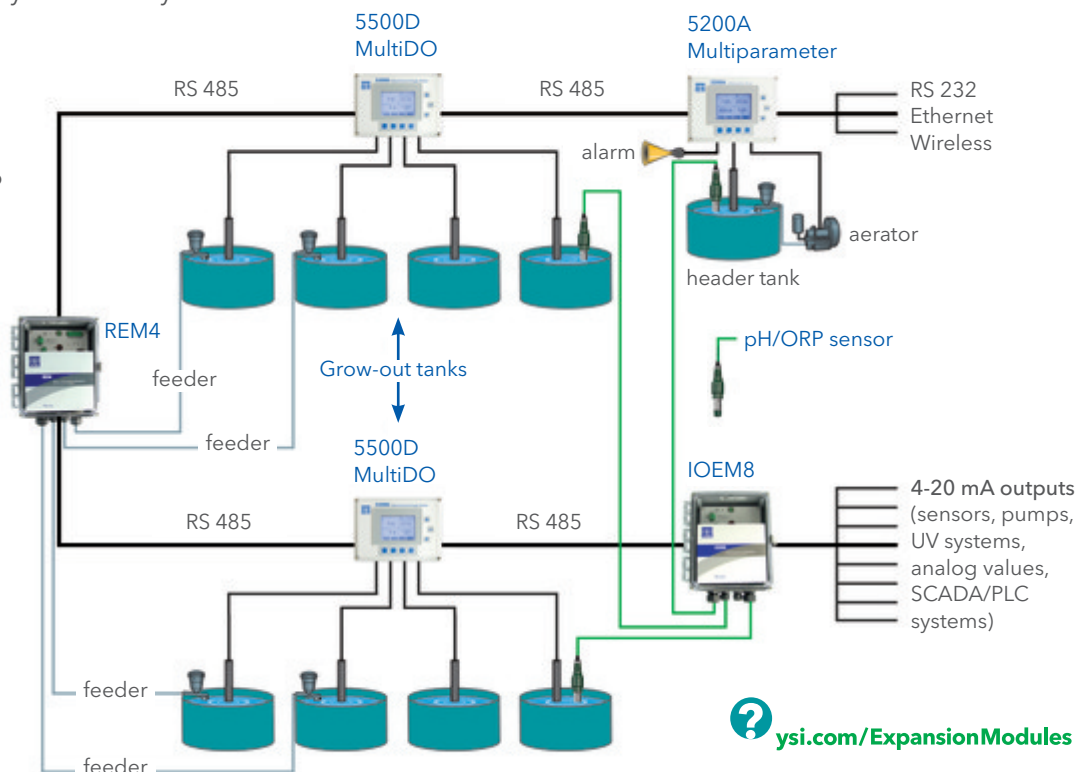 5500D
MultiDO
5200A
Multiparameter
RS 485
RS 485
RS 232
Ethernet
Wireless
alarm
aerator
header tank
REM4
pH/ORP sensor
feeder
Grow-out tanks
feeder
5500D
MultiDO
IOEM8
RS 485
RS 485
4-20 mA outputs
(sensors, pumps,
UV systems,
analog values,
SCADA/PLC
systems)
feeder
feeder
?
ysi.com/ExpansionModules